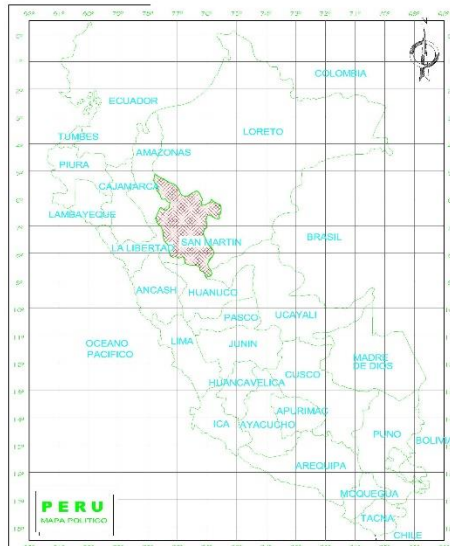 COLOMBIA
ECUADOR
LORETO
TUMBES
AMAZONAS
PIURA
CAJAMARCA
LAMBAYEQUE
SAN MARTIN
BRASIL
LA LIBERTAD
ANCASH
HUANUCO
PASCO
UCAYALI
OCEANO
PACIFICO
LIMA
JUNIN
MADRE
DE DIOS
CUSCO
HUANCAVELICA
APURIMAC
ICA
AYACUCHO
PUNO
BOLIVIA
AREQUIPA
MOQUEGUA
TACNA
CHILE
PERU
MAPA POLITICO